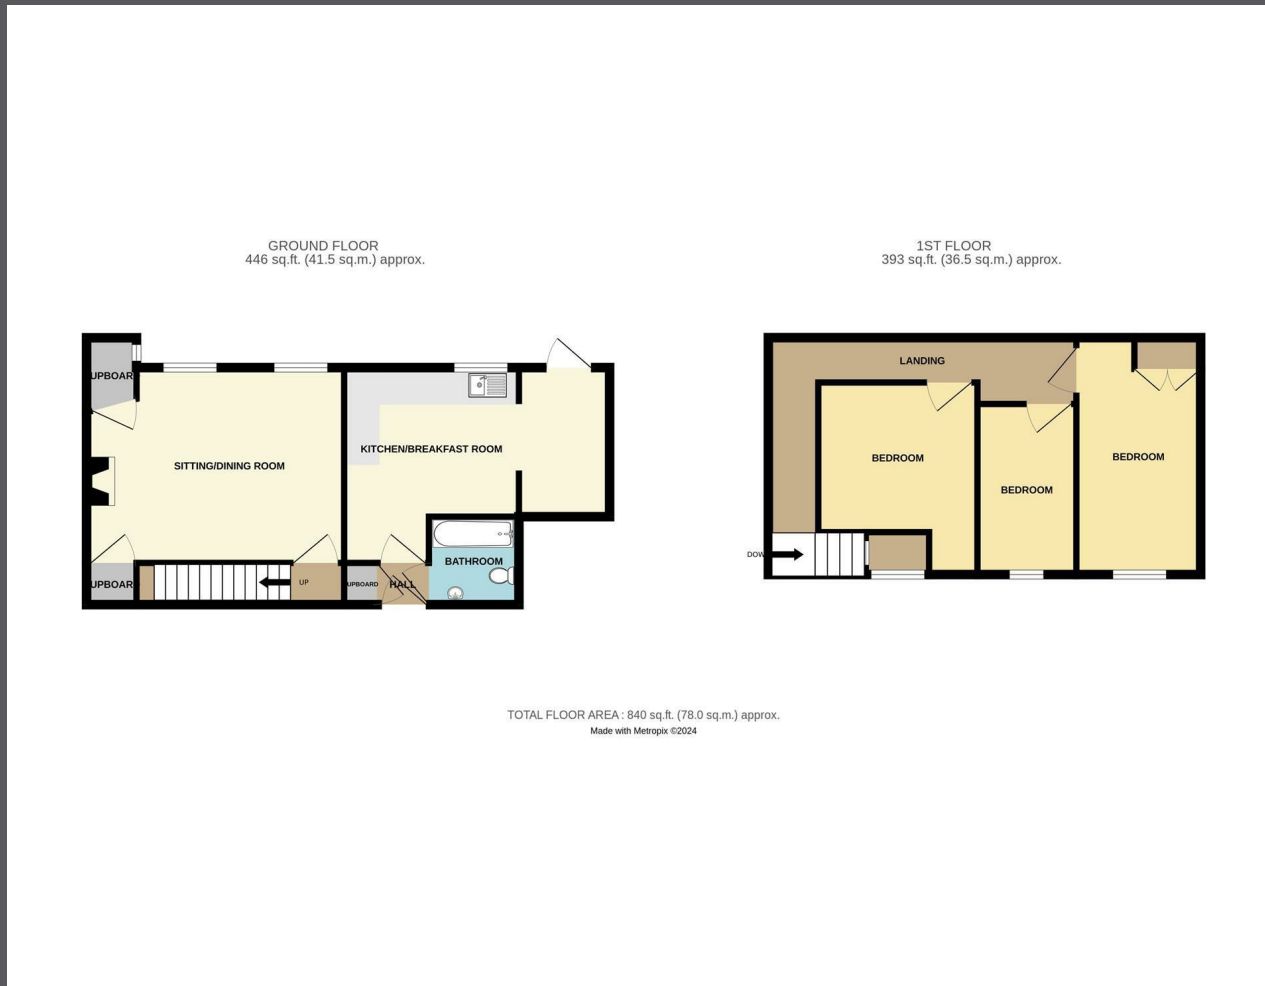 GROUND FLOOR
446 sq.ft. (41.5 sq.m.) approx.
1ST FLOOR
393 sq.ft. (36.5 sq.m.) approx.
UPBOAR
SITTING/DINING ROOM
KITCHEN/BREAKFAST ROOM
UPBOAR
UP
UPBOARD
HALL
BATHROOM
LANDING
BEDROOM
BEDROOM
BEDROOM
DOW
TOTAL FLOOR AREA : 840 sq.ft. (78.0 sq.m.) approx.
Made with Metropix ©2024